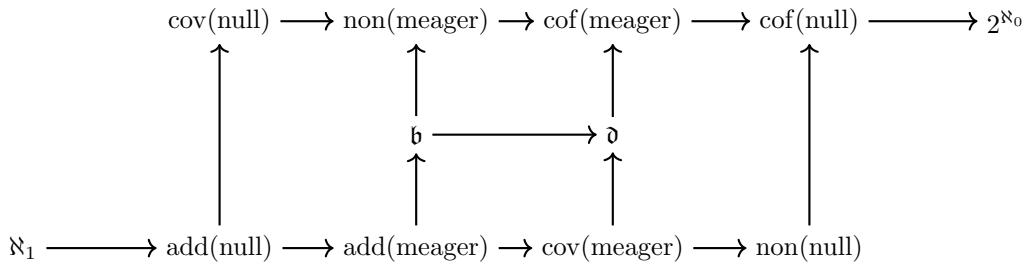 cov(null) non(meager) cof(meager) cof(null) 2^ℵ₀
𝔟 𝔡
ℵ₁ add(null) add(meager) cov(meager) non(null)